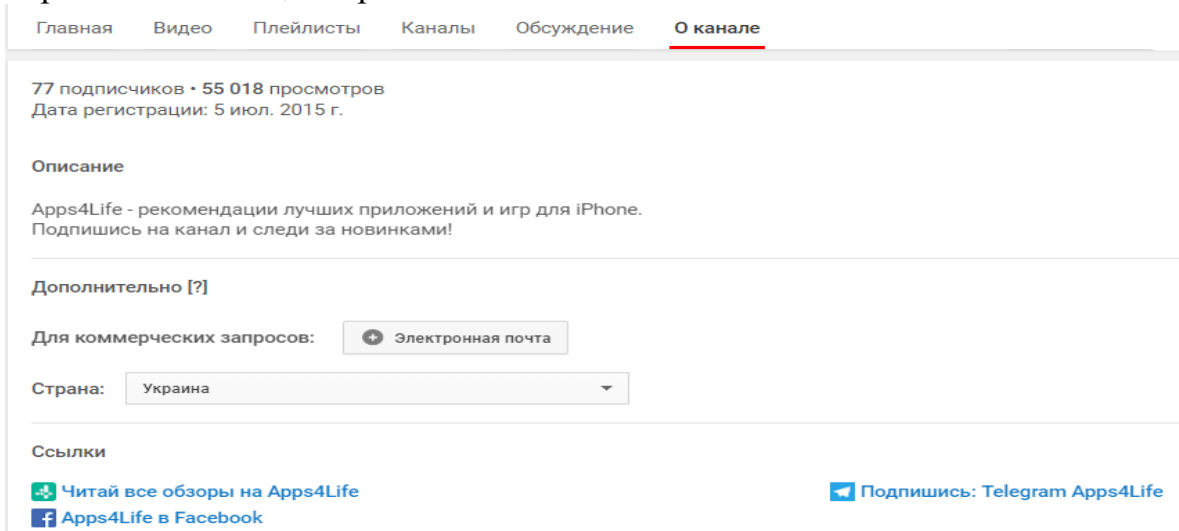 Главная Видео Плейлисты Каналы Обсуждение О канале
77 подписчиков • 55 018 просмотров
Дата регистрации: 5 июл. 2015 г.
Описание
Apps4Life - рекомендации лучших приложений и игр для iPhone.
Подпишись на канал и следи за новинками!
Дополнительно [?]
Для коммерческих запросов: Электронная почта
Страна: Украина
Ссылки
Читай все обзоры на Apps4Life Подпишись: Telegram Apps4Life
Apps4Life в Facebook